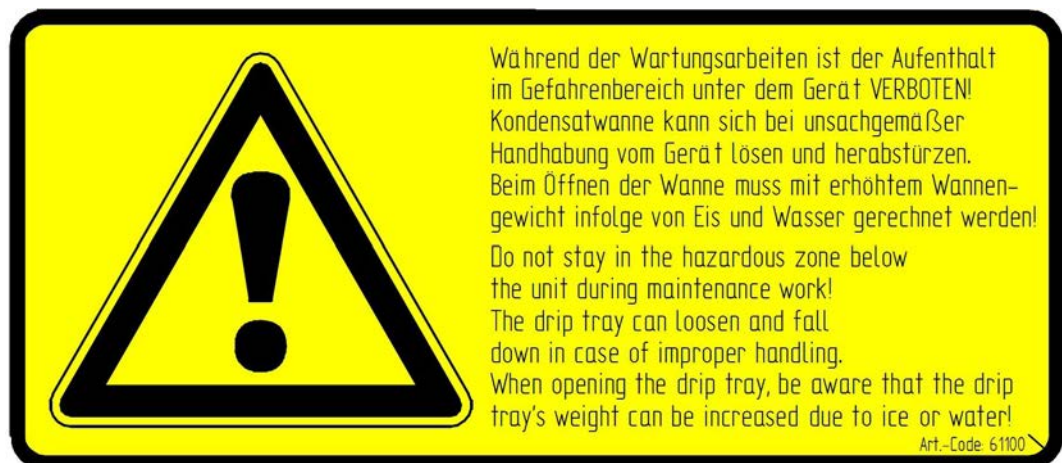 Während der Wartungsarbeiten ist der Aufenthalt
im Gefahrenbereich unter dem Gerät VERBOTEN!
Kondensatwanne kann sich bei unsachgemäßer
Handhabung vom Gerät lösen und herabstürzen.
Beim Öffnen der Wanne muss mit erhöhtem Wannen-
gewicht infolge von Eis und Wasser gerechnet werden!
Do not stay in the hazardous zone below
the unit during maintenance work!
The drip tray can loosen and fall
down in case of improper handling.
When opening the drip tray, be aware that the drip
tray's weight can be increased due to ice or water!
Art.-Code: 61100